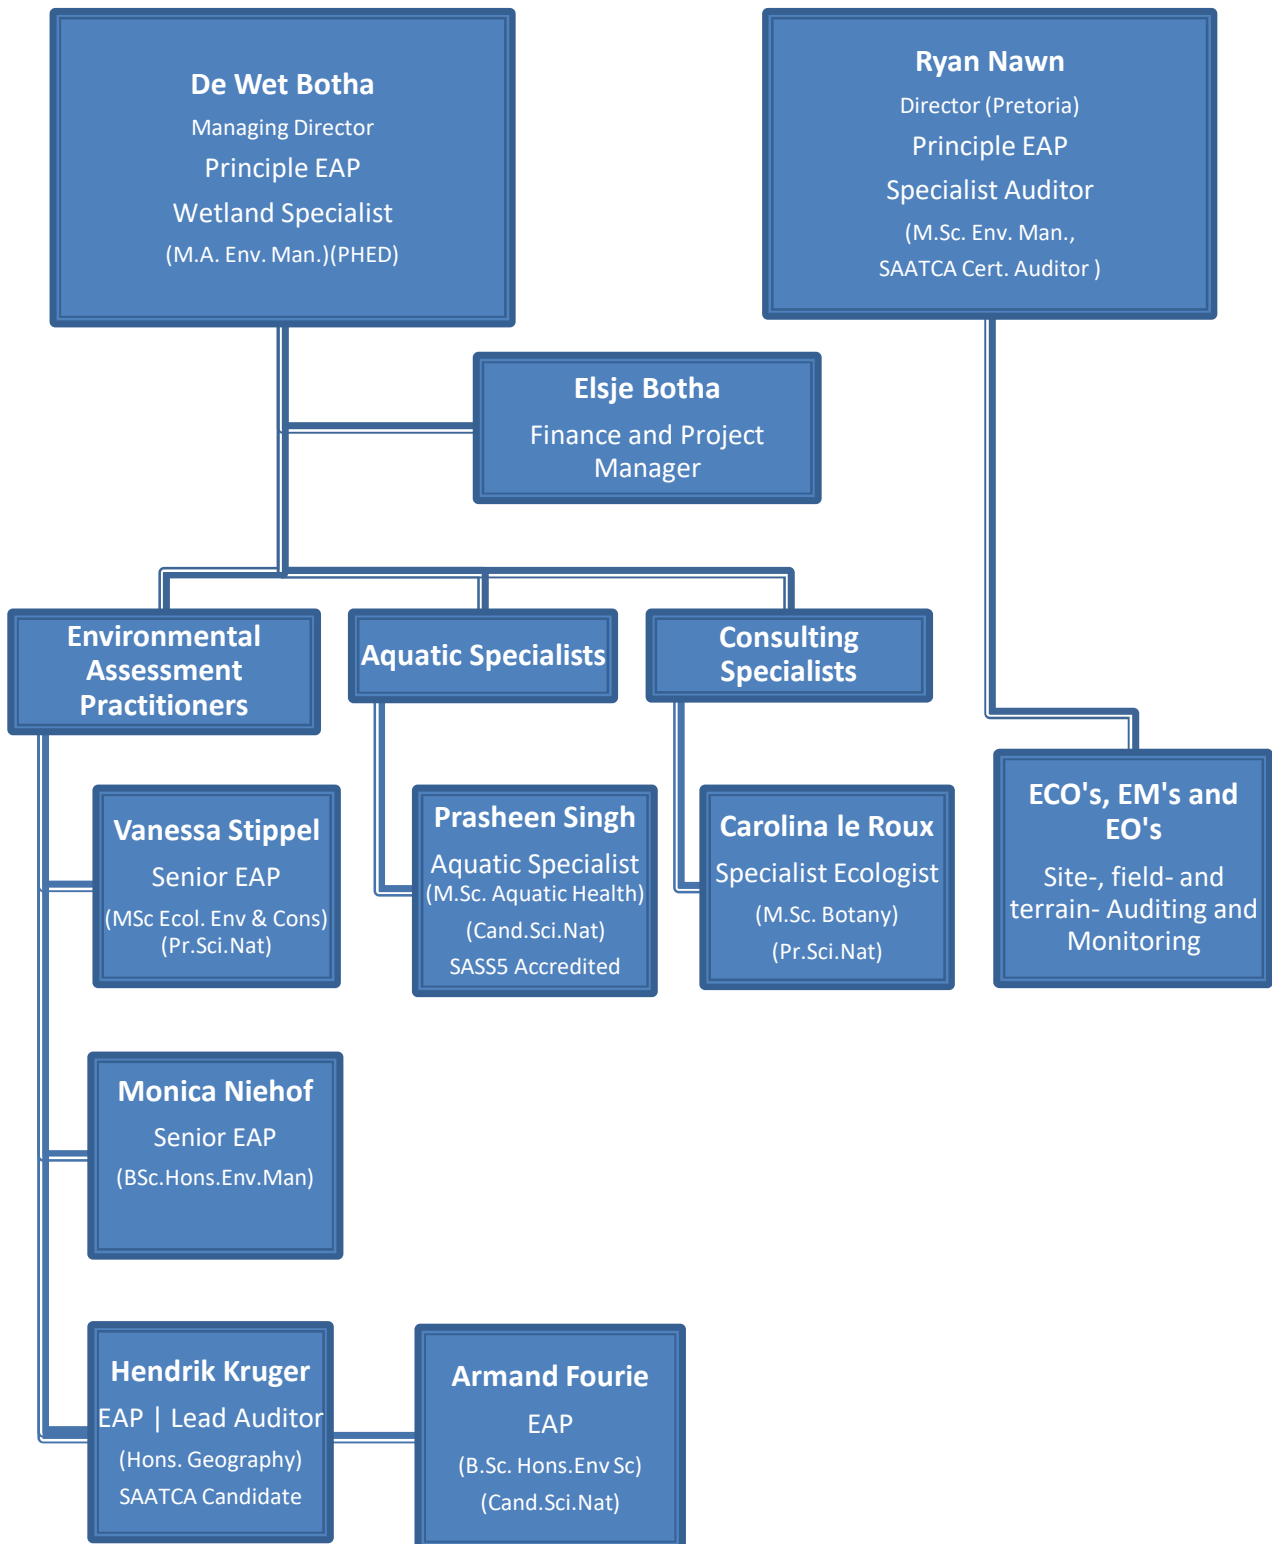 De Wet Botha
Managing Director
Principle EAP
Wetland Specialist
(M.A. Env. Man.)(PHED)
Ryan Nawn
Director (Pretoria)
Principle EAP
Specialist Auditor
(M.Sc. Env. Man.,
SAATCA Cert. Auditor )
Elsje Botha
Finance and Project
Manager
Environmental
Assessment
Practitioners
Aquatic Specialists
Consulting
Specialists
Vanessa Stippel
Senior EAP
(MSc Ecol. Env & Cons)
(Pr.Sci.Nat)
Prasheen Singh
Aquatic Specialist
(M.Sc. Aquatic Health)
(Cand.Sci.Nat)
SASS5 Accredited
Carolina le Roux
Specialist Ecologist
(M.Sc. Botany)
(Pr.Sci.Nat)
ECO's, EM's and
EO's
Site-, field- and
terrain- Auditing and
Monitoring
Monica Niehof
Senior EAP
(BSc.Hons.Env.Man)
Hendrik Kruger
EAP | Lead Auditor
(Hons. Geography)
SAATCA Candidate
Armand Fourie
EAP
(B.Sc. Hons.Env Sc)
(Cand.Sci.Nat)